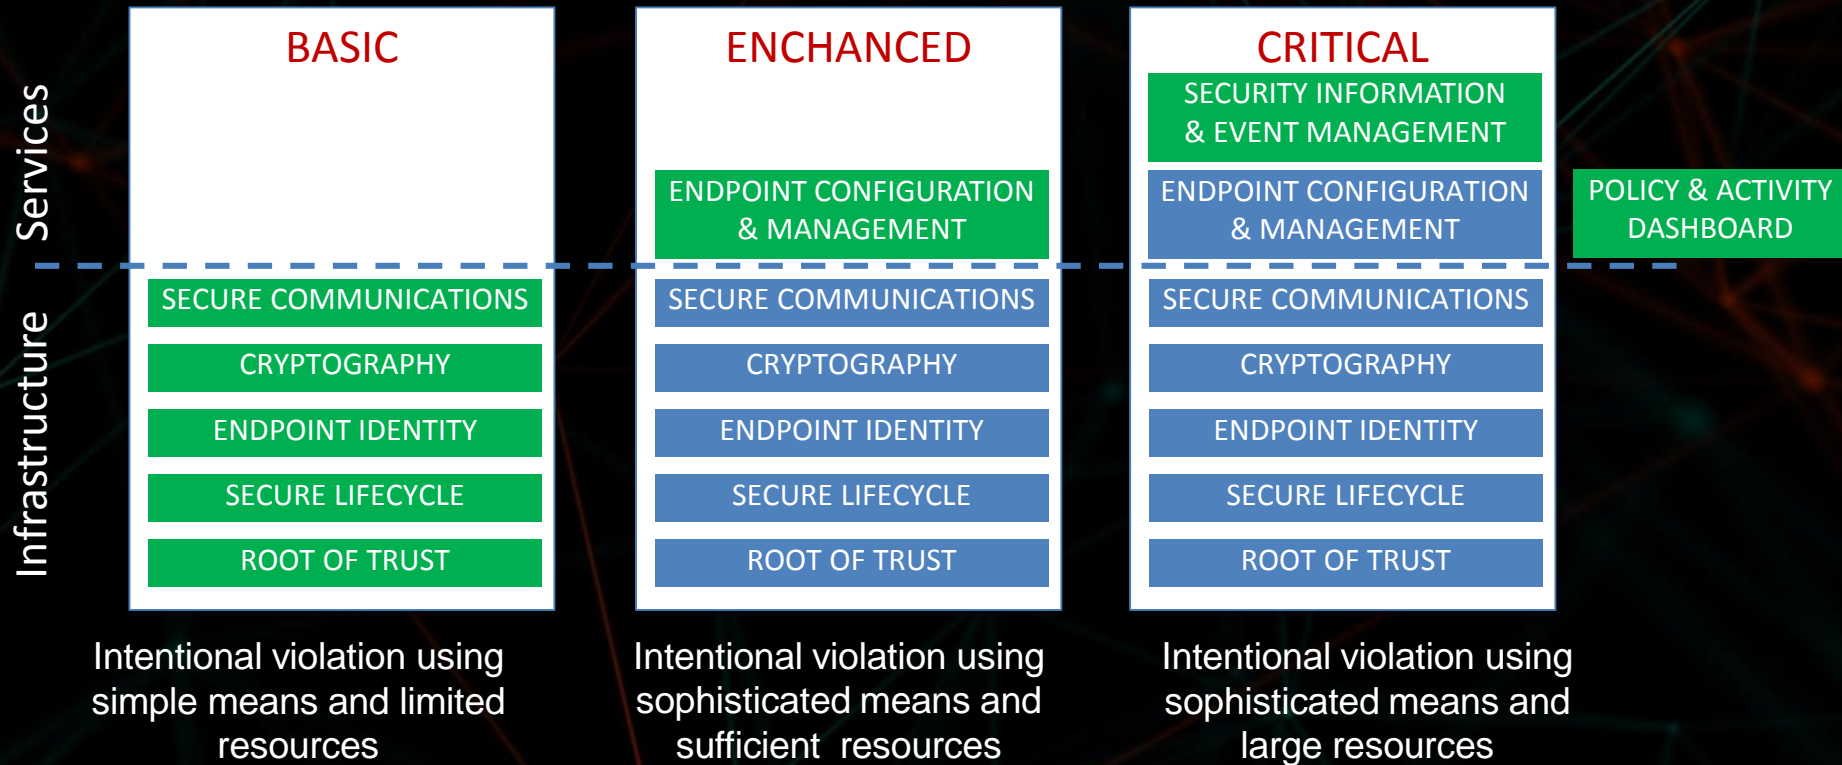 Services
Infrastructure
BASIC
SECURE COMMUNICATIONS
CRYPTOGRAPHY
ENDPOINT IDENTITY
SECURE LIFECYCLE
ROOT OF TRUST
Intentional violation using
simple means and limited
resources
ENCHANCED
ENDPOINT CONFIGURATION
& MANAGEMENT
SECURE COMMUNICATIONS
CRYPTOGRAPHY
ENDPOINT IDENTITY
SECURE LIFECYCLE
ROOT OF TRUST
Intentional violation using
sophisticated means and
sufficient resources
CRITICAL
SECURITY INFORMATION
& EVENT MANAGEMENT
ENDPOINT CONFIGURATION
& MANAGEMENT
SECURE COMMUNICATIONS
CRYPTOGRAPHY
ENDPOINT IDENTITY
SECURE LIFECYCLE
ROOT OF TRUST
Intentional violation using
sophisticated means and
large resources
POLICY & ACTIVITY
DASHBOARD